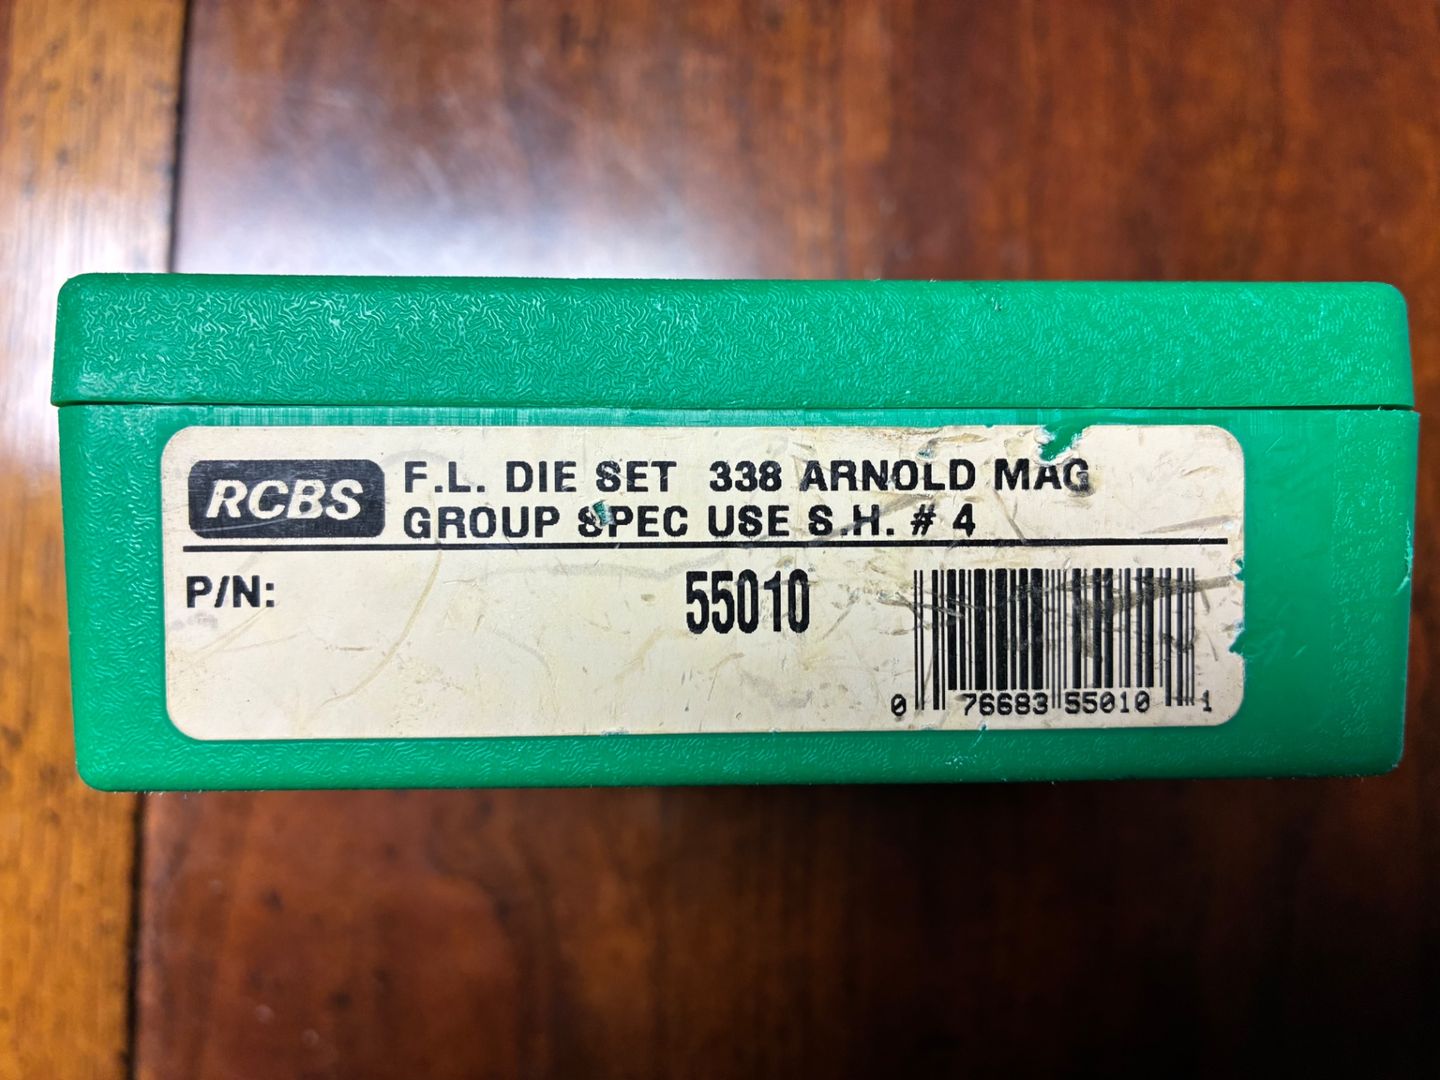 RCBS F.L. DIE SET 338 ARNOLD MAG
GROUP SPEC USE S.H. # 4
P/N: 55010
0 76683 55010 1